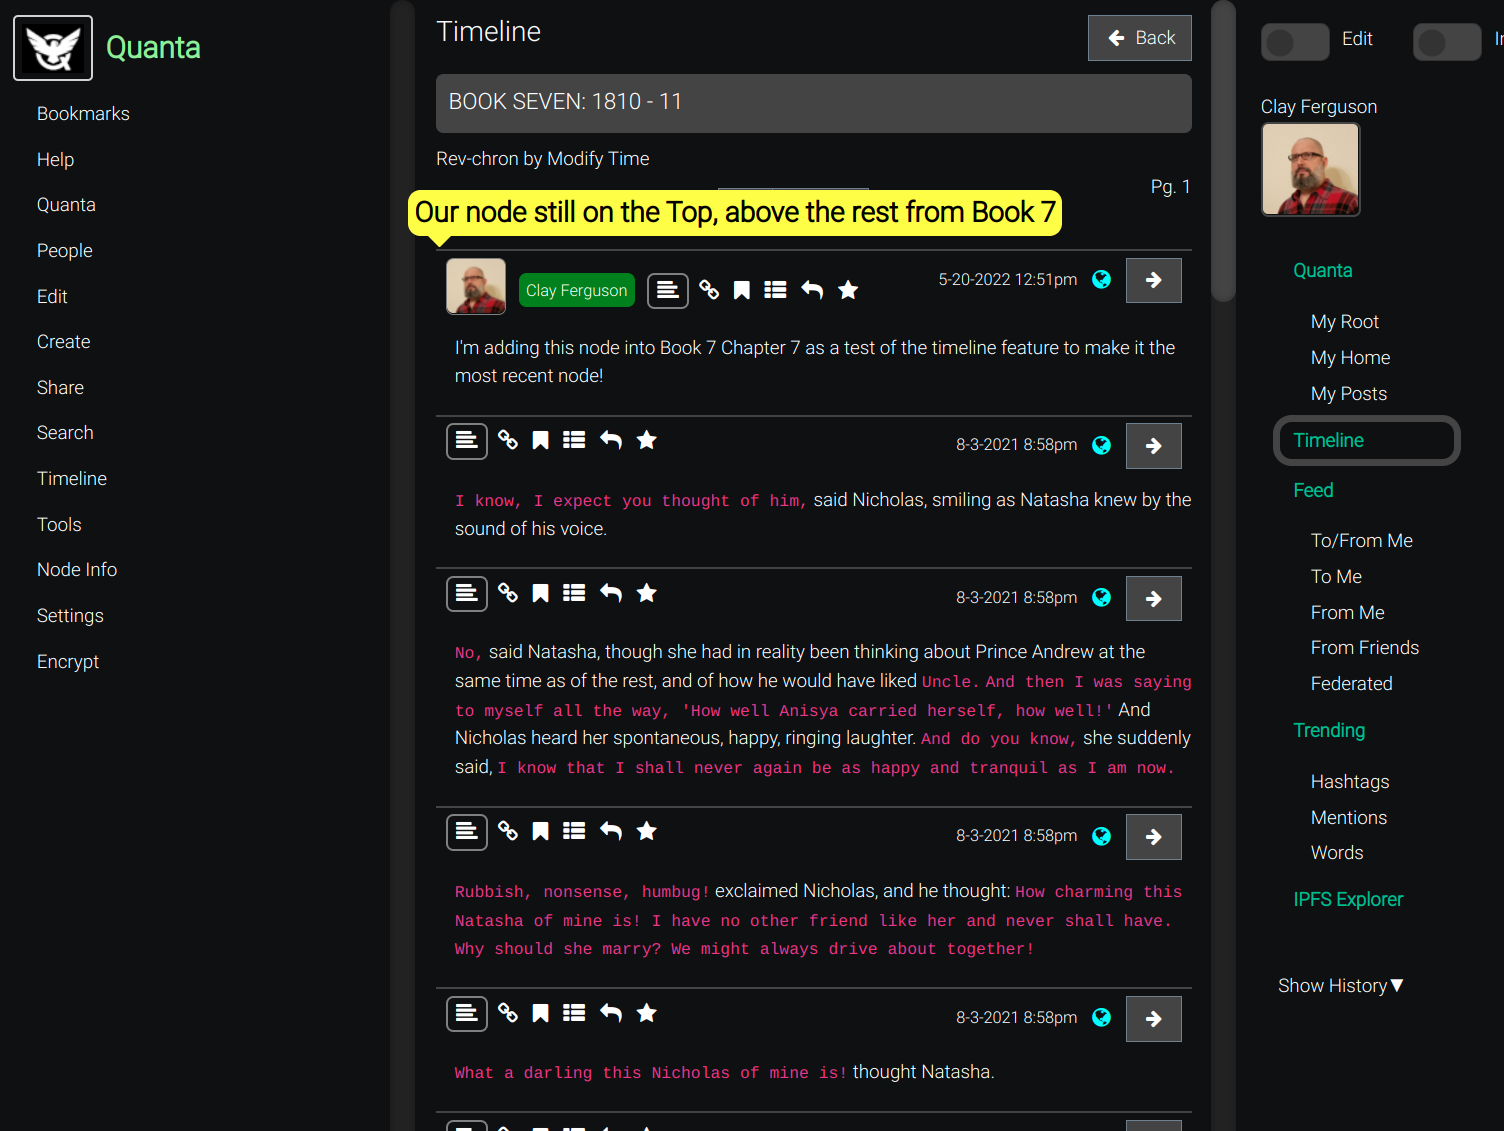 Quanta
Bookmarks
Help
Quanta
People
Edit
Create
Share
Search
Timeline
Tools
Node Info
Settings
Encrypt
Timeline
Back
BOOK SEVEN: 1810 - 11
Rev-chron by Modify Time
Pg. 1
Our node still on the Top, above the rest from Book 7
Clay Ferguson
5-20-2022 12:51pm
I'm adding this node into Book 7 Chapter 7 as a test of the timeline feature to make it the
most recent node!
8-3-2021 8:58pm
I know, I expect you thought of him, said Nicholas, smiling as Natasha knew by the
sound of his voice.
8-3-2021 8:58pm
No, said Natasha, though she had in reality been thinking about Prince Andrew at the
same time as of the rest, and of how he would have liked Uncle. And then I was saying
to myself all the way, 'How well Anisya carried herself, how well!' And
Nicholas heard her spontaneous, happy, ringing laughter. And do you know, she suddenly
said, I know that I shall never again be as happy and tranquil as I am now.
8-3-2021 8:58pm
Rubbish, nonsense, humbug! exclaimed Nicholas, and he thought: How charming this
Natasha of mine is! I have no other friend like her and never shall have.
Why should she marry? We might always drive about together!
8-3-2021 8:58pm
What a darling this Nicholas of mine is! thought Natasha.
Edit
Clay Ferguson
Quanta
My Root
My Home
My Posts
Timeline
Feed
To/From Me
To Me
From Me
From Friends
Federated
Trending
Hashtags
Mentions
Words
IPFS Explorer
Show History